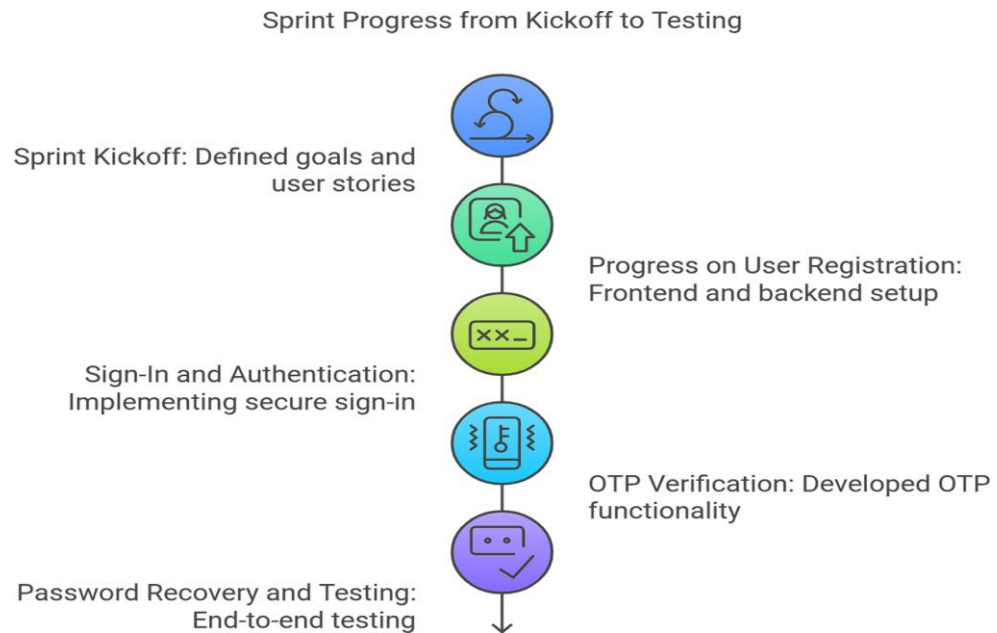 Sprint Progress from Kickoff to Testing
Sprint Kickoff: Defined goals and
user stories
Progress on User Registration:
Frontend and backend setup
××_
Sign-In and Authentication:
Implementing secure sign-in
OTP Verification: Developed OTP
functionality
Password Recovery and Testing:
End-to-end testing